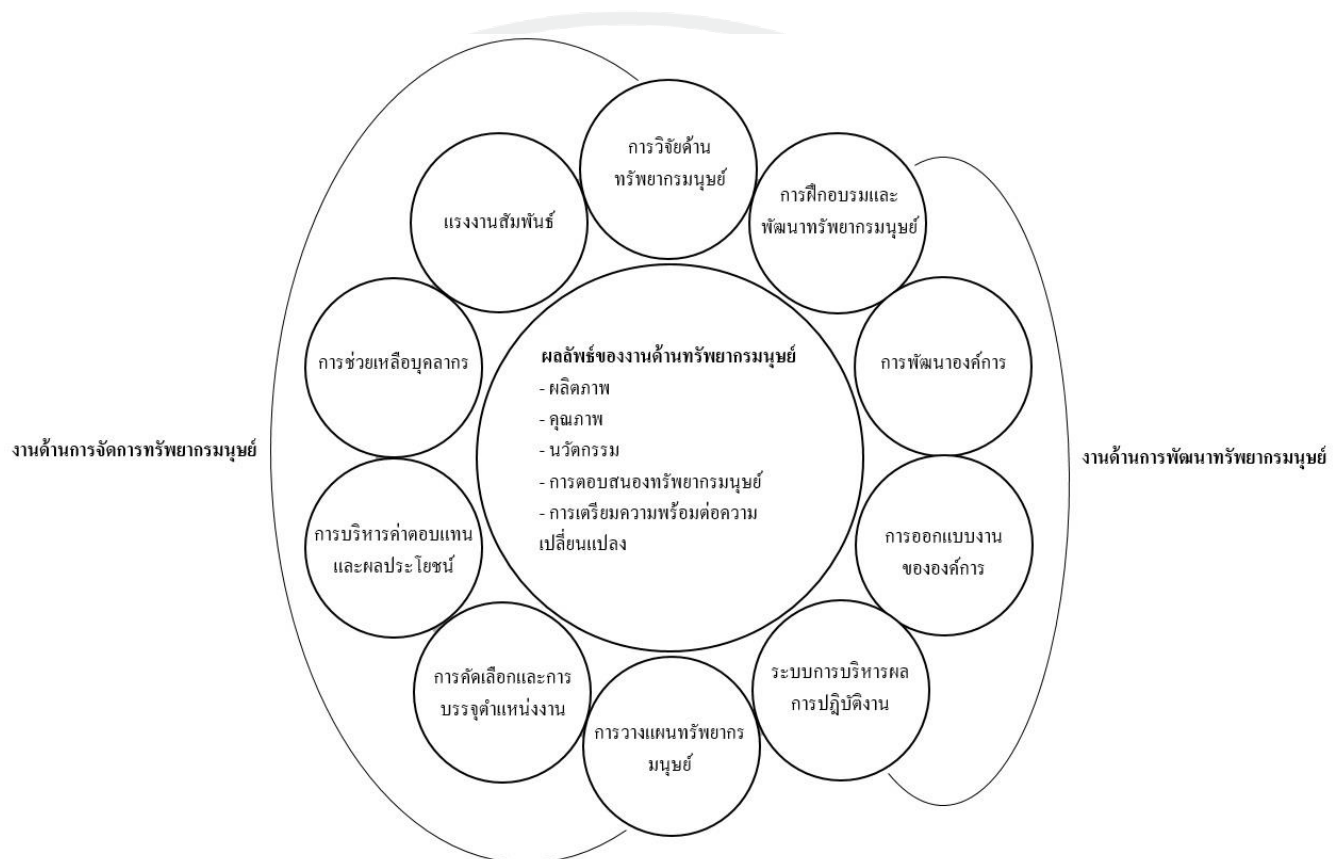 การวิจัยด้าน
ทรัพยากรมนุษย์
การฝึกอบรมและ
พัฒนาทรัพยากรมนุษย์
แรงงานสัมพันธ์
การช่วยเหลือบุคลากร
การพัฒนาองค์การ
ผลลัพธ์ของงานด้านทรัพยากรมนุษย์
- ผลิตภาพ
- คุณภาพ
- นวัตกรรม
- การตอบสนองทรัพยากรมนุษย์
- การเตรียมความพร้อมต่อความ
เปลี่ยนแปลง
งานด้านการจัดการทรัพยากรมนุษย์
งานด้านการพัฒนาทรัพยากรมนุษย์
การบริหารค่าตอบแทน
และผลประโยชน์
การออกแบบงาน
ขององค์การ
การคัดเลือกและการ
บรรจุตำแหน่งงาน
ระบบการบริหารผล
การปฏิบัติงาน
การวางแผนทรัพยากร
มนุษย์